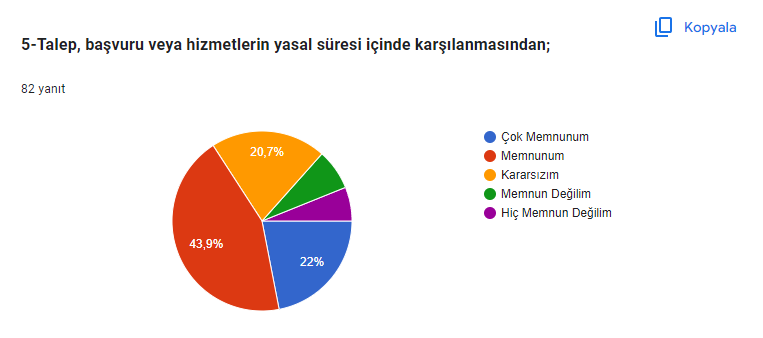 Kopyala
5-Talep, başvuru veya hizmetlerin yasal süresi içinde karşılanmasından;
82 yanıt
Çok Memnunum
Memnunum
Kararsızım
Memnun Değilim
Hiç Memnun Değilim
20,7%
43,9%
22%